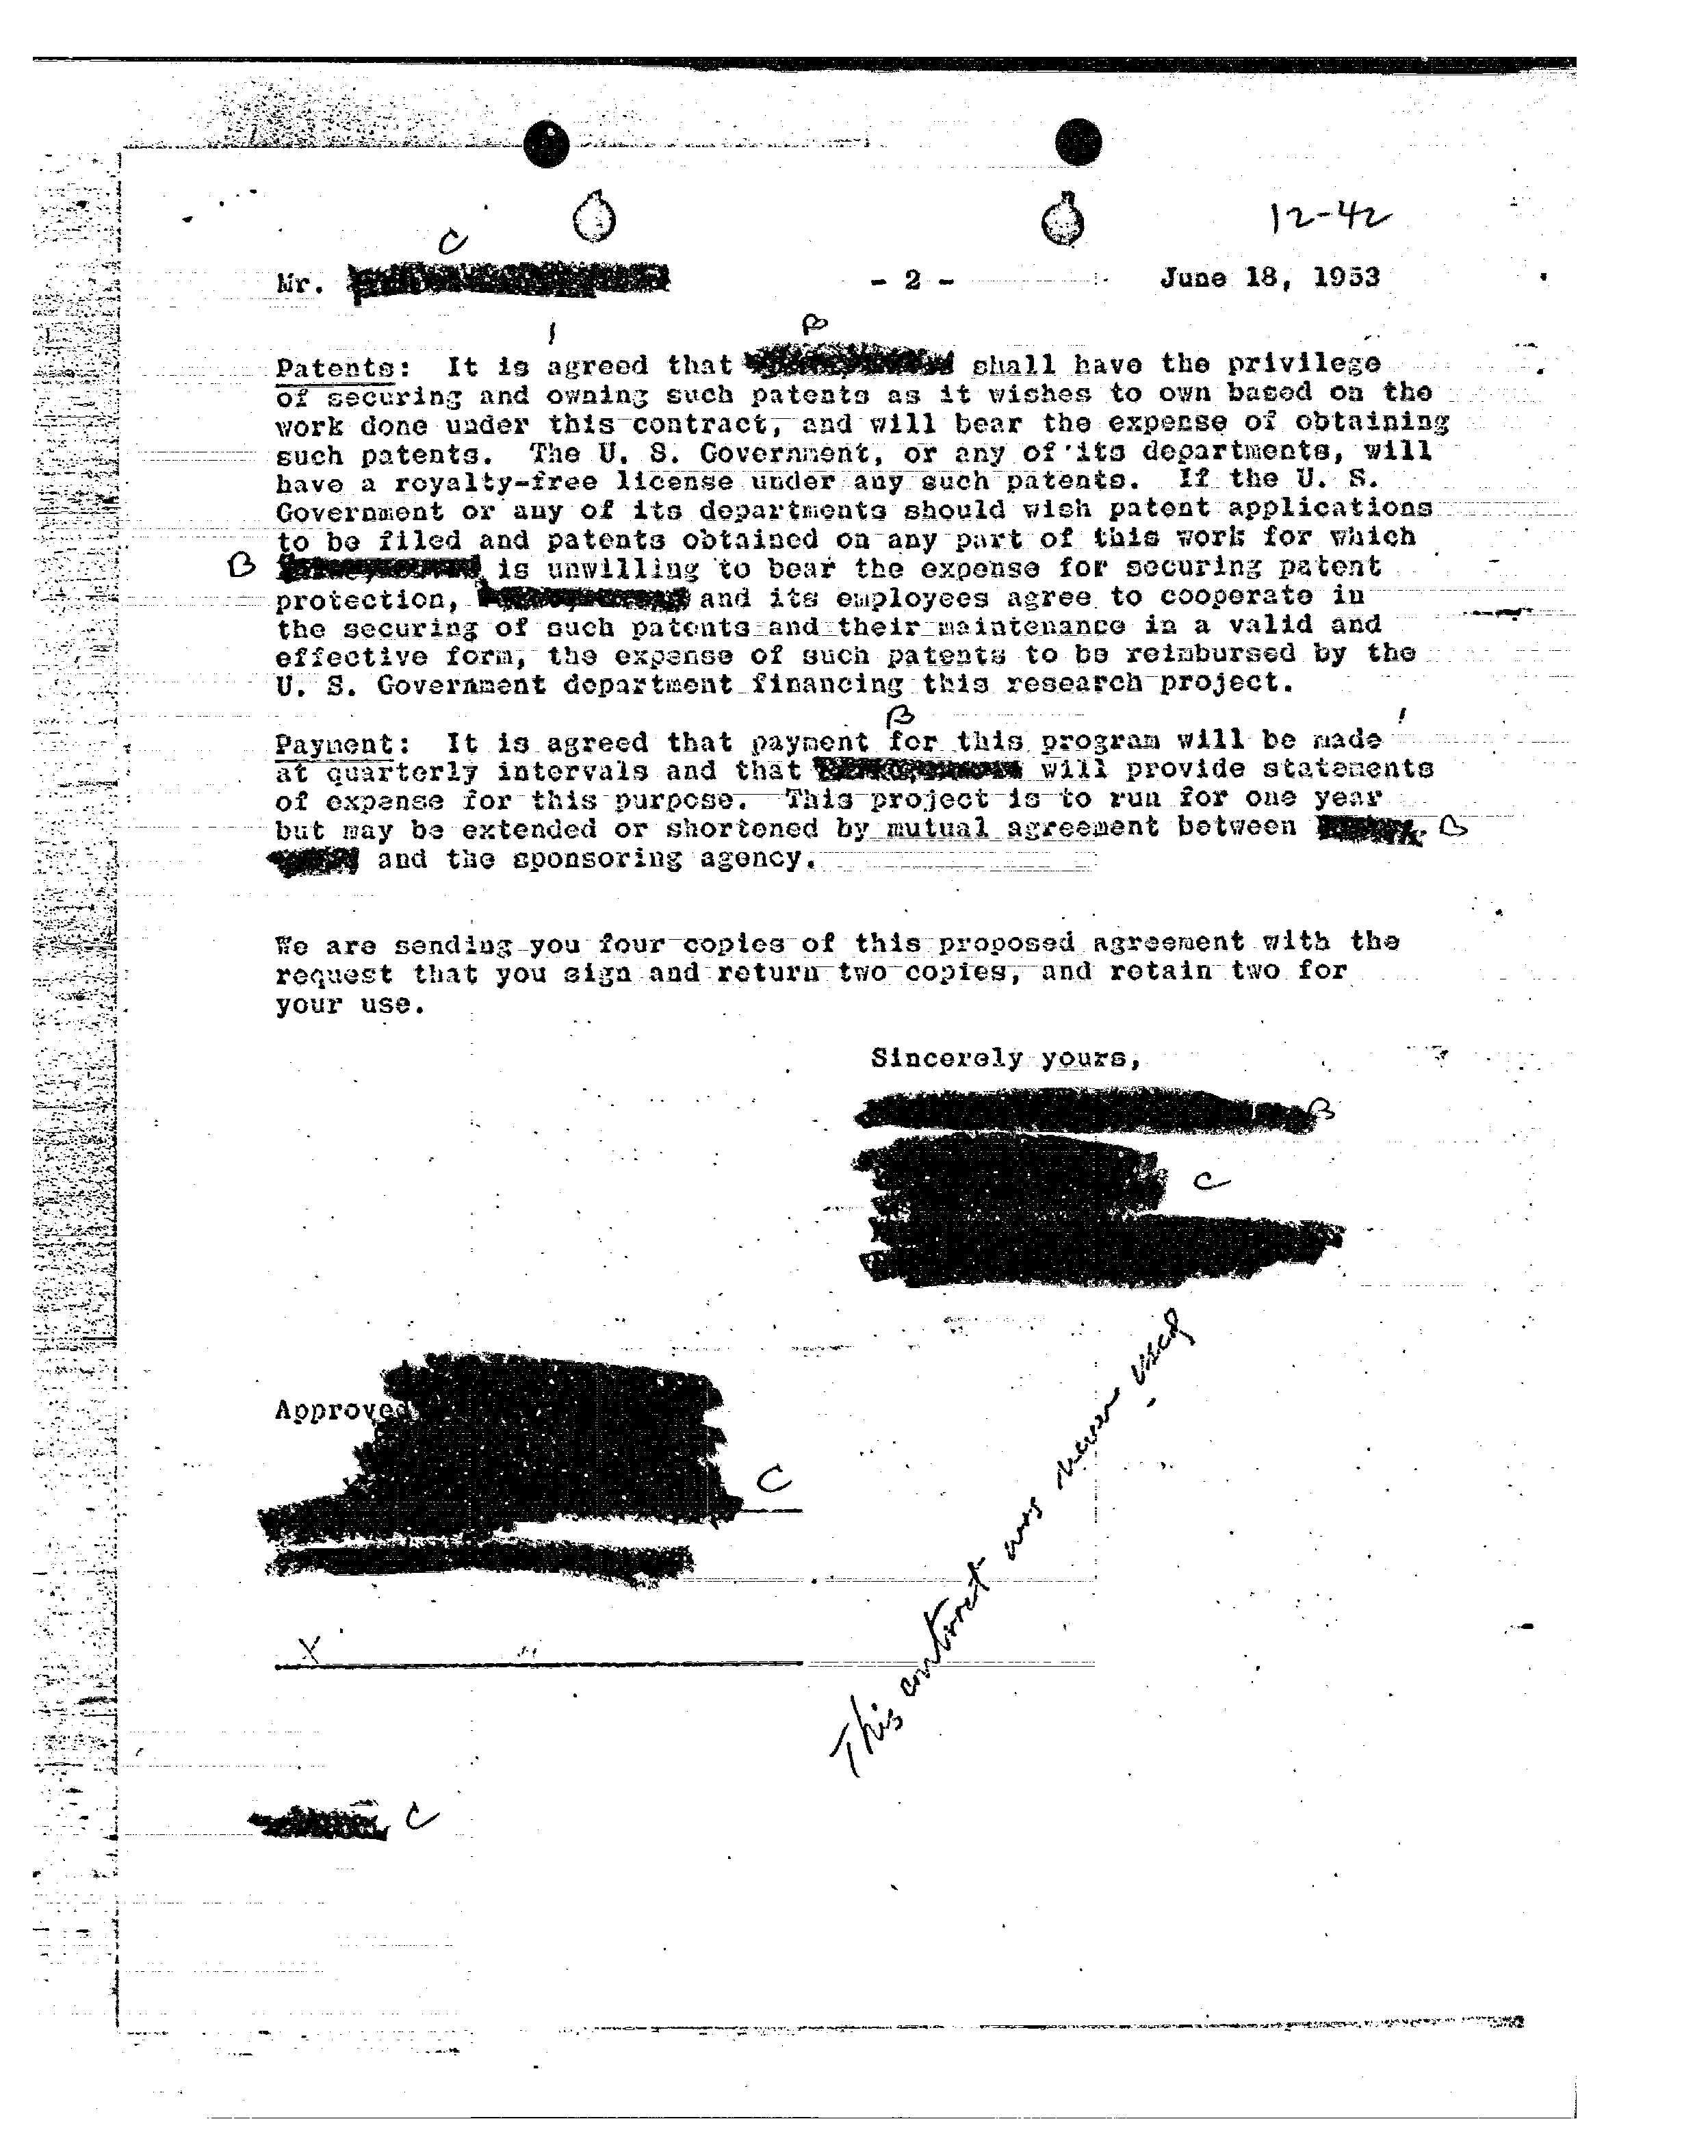 12-42
C
Mr. - 2 - June 18, 1953
B
Patents: It is agreed that shall have the privilege
of securing and owning such patents as it wishes to own based on the
work done under this contract, and will bear the expense of obtaining
such patents. The U. S. Government, or any of its departments, will
have a royalty-free license under any such patents. If the U. S.
Government or any of its departments should wish patent applications
to be filed and patents obtained on any part of this work for which
B is unwilling to bear the expense for securing patent
protection, and its employees agree to cooperate in
the securing of such patents and their maintenance in a valid and
effective form, the expense of such patents to be reimbursed by the
U. S. Government department financing this research project.
B
Payment: It is agreed that payment for this program will be made
at quarterly intervals and that will provide statements
of expense for this purpose. This project is to run for one year
but may be extended or shortened by mutual agreement between B
and the sponsoring agency.
We are sending you four copies of this proposed agreement with the
request that you sign and return two copies, and retain two for
your use.
Sincerely yours,
B
C
Approved
C
X
This contract was never used
C